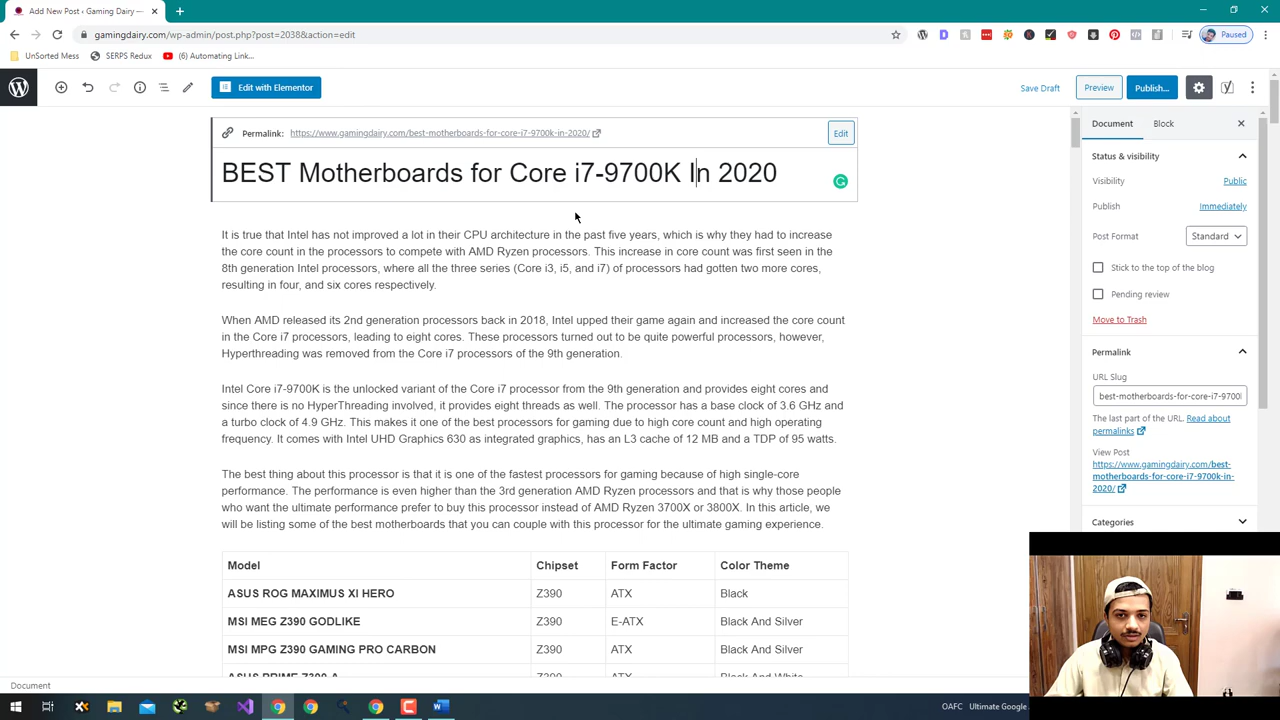 Add New Post ‹ Gaming Dairy — W
gamingdairy.com/wp-admin/post.php?post=2038&action=edit
Paused
UnSorted Mess
SERPS Redux
(6) Automating Link...
Edit with Elementor
Save Draft
Preview
Publish...
Permalink: https://www.gamingdairy.com/best-motherboards-for-core-i7-9700k-in-2020/
Edit
BEST Motherboards for Core i7-9700K In 2020
It is true that Intel has not improved a lot in their CPU architecture in the past five years, which is why they had to increase
the core count in the processors to compete with AMD Ryzen processors. This increase in core count was first seen in the
8th generation Intel processors, where all the three series (Core i3, i5, and i7) of processors had gotten two more cores,
resulting in four, and six cores respectively.
When AMD released its 2nd generation processors back in 2018, Intel upped their game again and increased the core count
in the Core i7 processors, leading to eight cores. These processors turned out to be quite powerful processors, however,
Hyperthreading was removed from the Core i7 processors of the 9th generation.
Intel Core i7-9700K is the unlocked variant of the Core i7 processor from the 9th generation and provides eight cores and
since there is no HyperThreading involved, it provides eight threads as well. The processor has a base clock of 3.6 GHz and
a turbo clock of 4.9 GHz. This makes it one of the best processors for gaming due to high core count and high operating
frequency. It comes with Intel UHD Graphics 630 as integrated graphics, has an L3 cache of 12 MB and a TDP of 95 watts.
The best thing about this processor is that it is one of the fastest processors for gaming because of high single-core
performance. The performance is even higher than the 3rd generation AMD Ryzen processors and that is why those people
who want the ultimate performance prefer to buy this processor instead of AMD Ryzen 3700X or 3800X. In this article, we
will be listing some of the best motherboards that you can couple with this processor for the ultimate gaming experience.
Model Chipset Form Factor Color Theme
ASUS ROG MAXIMUS XI HERO Z390 ATX Black
MSI MEG Z390 GODLIKE Z390 E-ATX Black And Silver
MSI MPG Z390 GAMING PRO CARBON Z390 ATX Black And Silver
ASUS PRIME Z390-A Z390 ATX Black And White
Document
Block
Status & visibility
Visibility Public
Publish Immediately
Post Format Standard
Stick to the top of the blog
Pending review
Move to Trash
Permalink
URL Slug
best-motherboards-for-core-i7-9700
The last part of the URL. Read about
permalinks
View Post
https://www.gamingdairy.com/best-
motherboards-for-core-i7-9700k-in-
2020/
Categories
Document
OAFC Ultimate Google